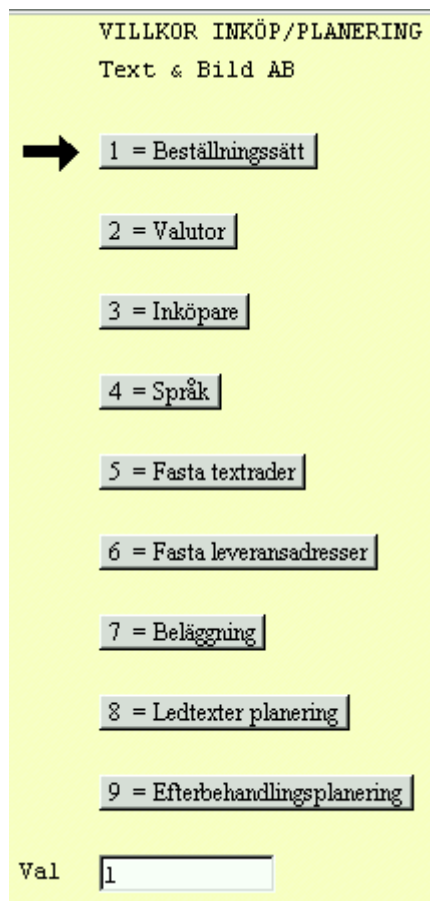 VILLKOR INKÖP/PLANERING
Text & Bild AB
1 = Beställningssätt
2 = Valutor
3 = Inköpare
4 = Språk
5 = Fasta textrader
6 = Fasta leveransadresser
7 = Beläggning
8 = Ledtexter planering
9 = Efterbehandlingsplanering
Val 1